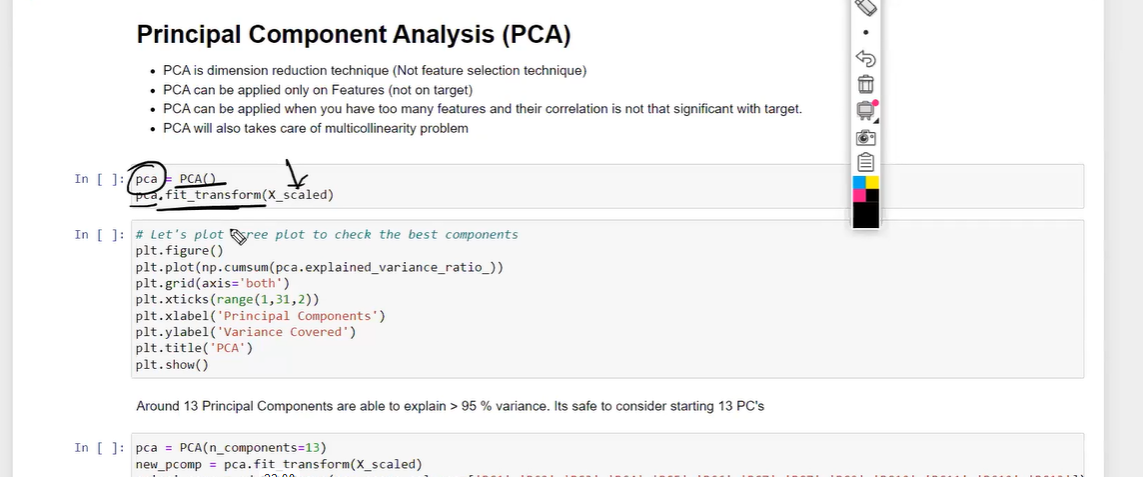 Principal Component Analysis (PCA)
PCA is dimension reduction technique (Not feature selection technique)
PCA can be applied only on Features (not on target)
PCA can be applied when you have too many features and their correlation is not that significant with target.
PCA will also takes care of multicollinearity problem
In [ ]: pca = PCA()
pca.fit_transform(X_scaled)
In [ ]: # Let's plot ree plot to check the best components
plt.figure()
plt.plot(np.cumsum(pca.explained_variance_ratio_))
plt.grid(axis='both')
plt.xticks(range(1,31,2))
plt.xlabel('Principal Components')
plt.ylabel('Variance Covered')
plt.title('PCA')
plt.show()
Around 13 Principal Components are able to explain > 95 % variance. Its safe to consider starting 13 PC's
In [ ]: pca = PCA(n_components=13)
new_pcomp = pca.fit_transform(X_scaled)